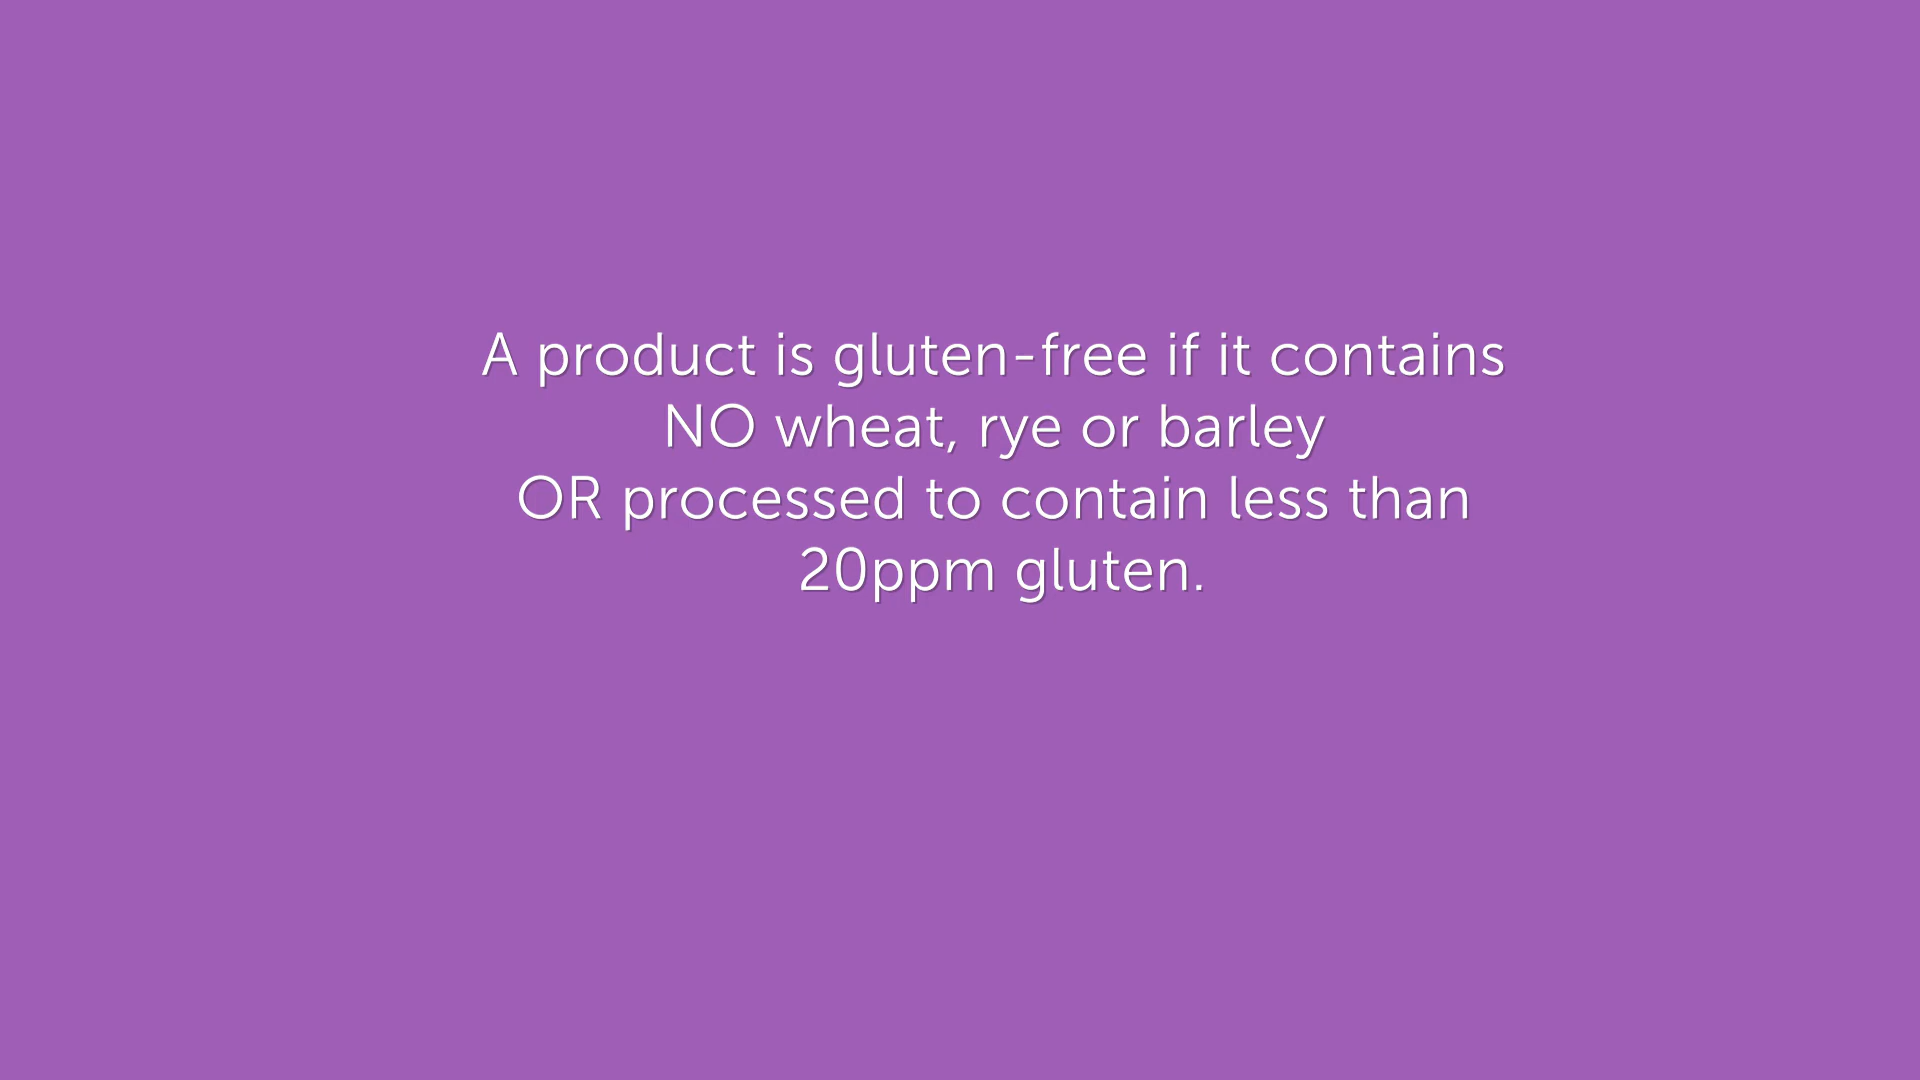 A product is gluten-free if it contains
NO wheat, rye or barley
OR processed to contain less than
20ppm gluten.